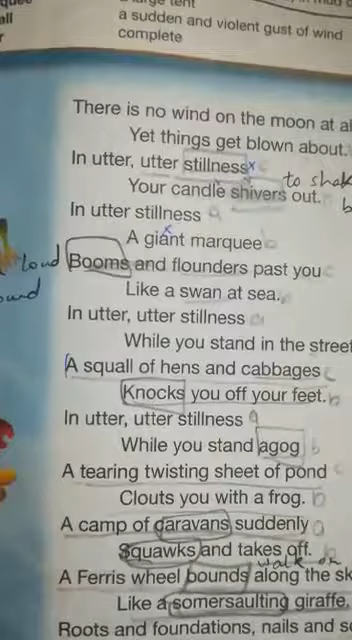 a sudden and violent gust of wind
complete
There is no wind on the moon at
Yet things get blown about.
In utter, utter stillness x
to
Your candle shivers out.
In utter stillness a
A giant marquee
loud Booms and flounders past you
Like a swan at sea.
In utter, utter stillness
While you stand in the street
A squall of hens and cabbages
Knocks you off your feet.
In utter, utter stillness a
While you stand agog b
A tearing twisting sheet of pond c
Clouts you with a frog. b
A camp of caravans suddenly a
Squawks and takes off.
walk on
A Ferris wheel bounds along the
Like a somersaulting giraffe.
Roots and foundations, nails and